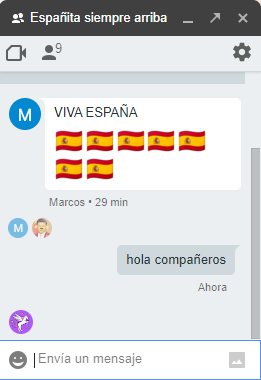 Españita siempre arriba
9
M
VIVA ESPAÑA
🇪🇸🇪🇸🇪🇸🇪🇸🇪🇸
🇪🇸🇪🇸
Marcos • 29 min
M
hola compañeros
Ahora
Envía un mensaje